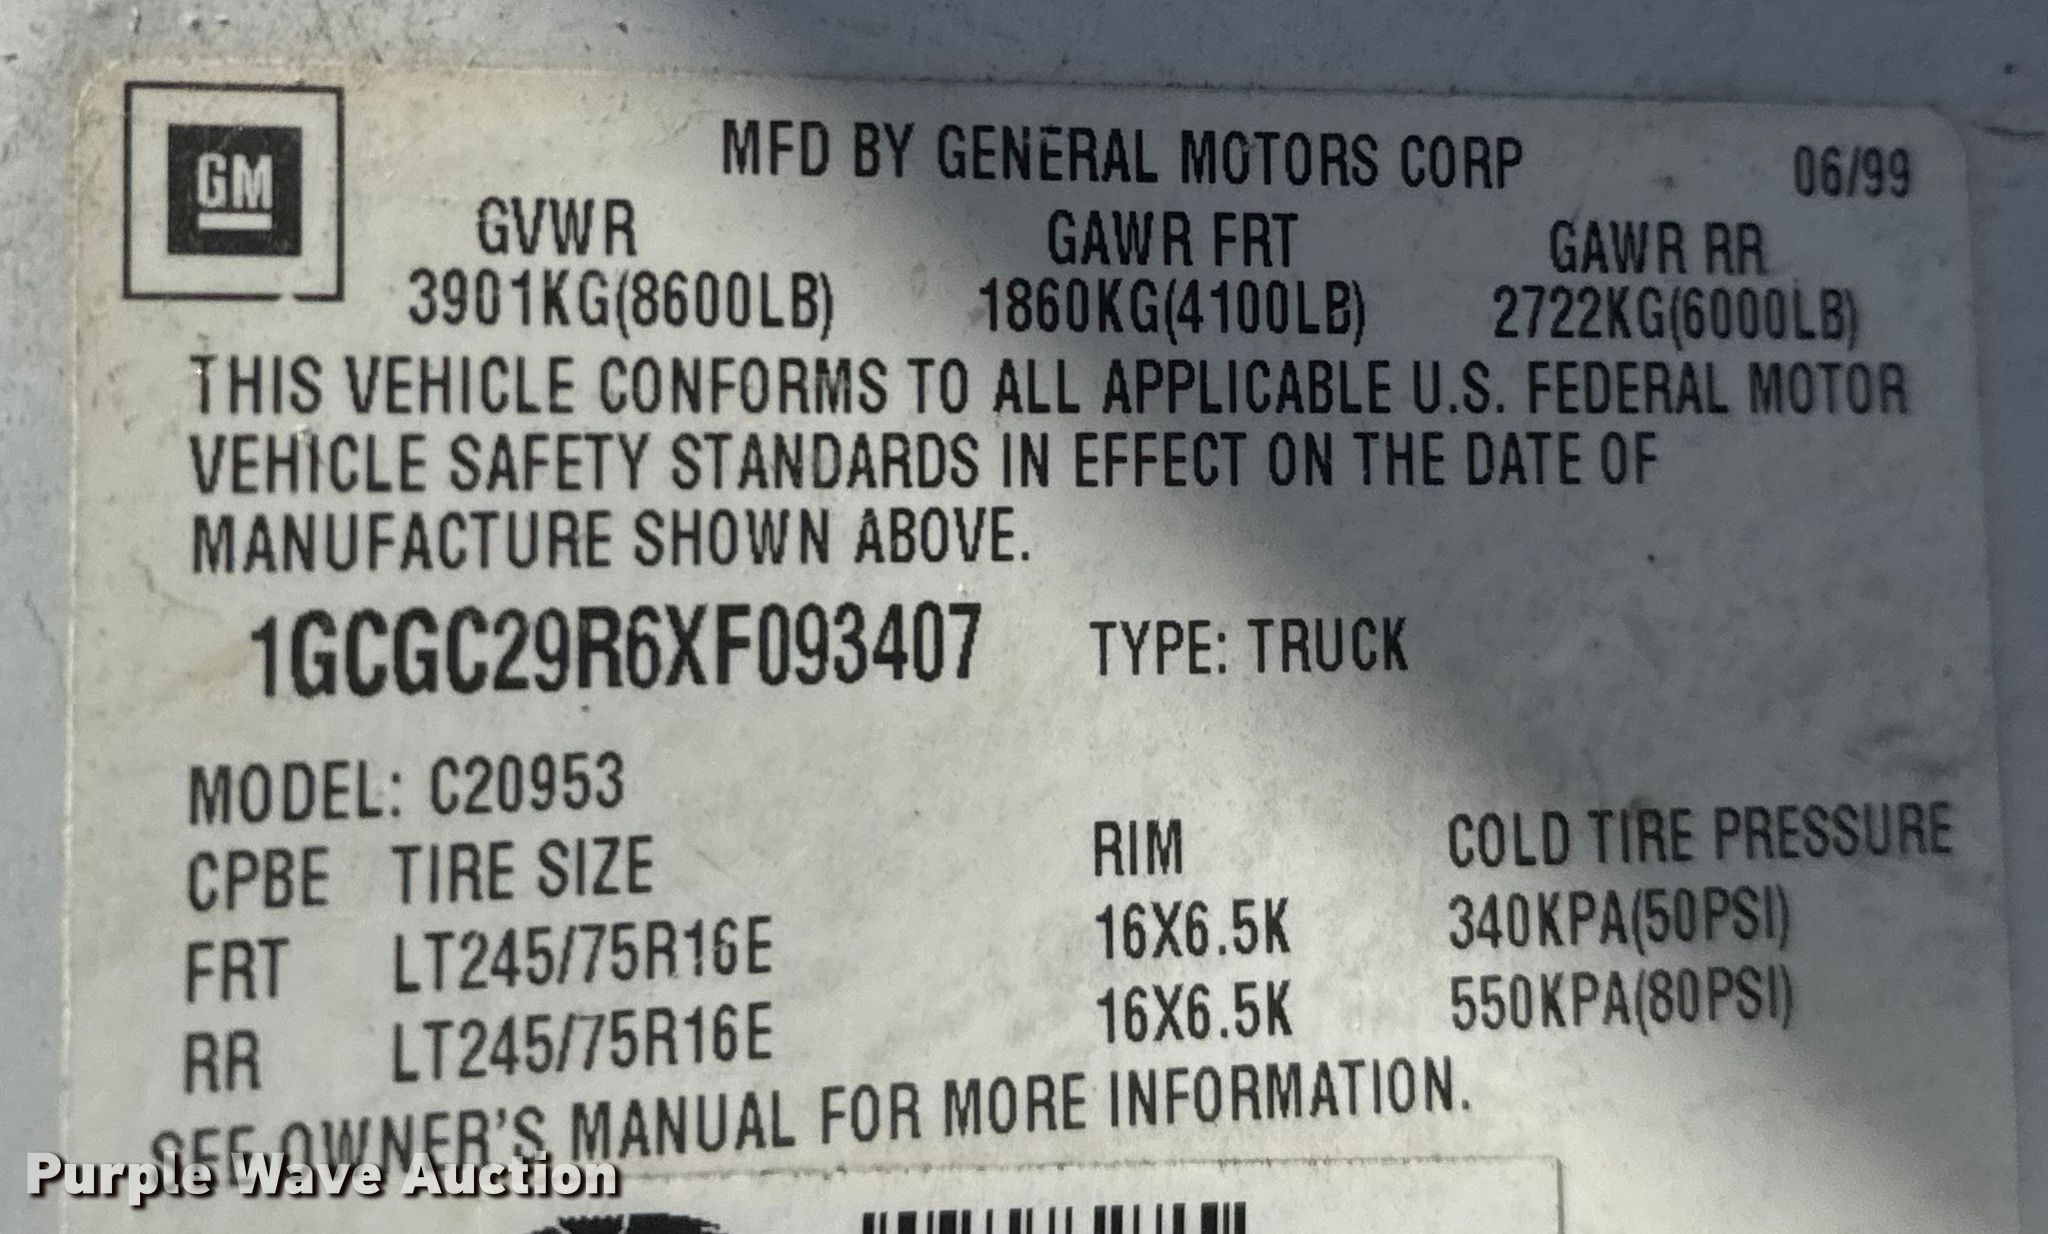 GM
MFD BY GENERAL MOTORS CORP 06/99
GVWR GAWR FRT GAWR RR
3901KG(8600LB) 1860KG(4100LB) 2722KG(6000LB)
THIS VEHICLE CONFORMS TO ALL APPLICABLE U.S. FEDERAL MOTOR
VEHICLE SAFETY STANDARDS IN EFFECT ON THE DATE OF
MANUFACTURE SHOWN ABOVE.
1GCGC29R6XF093407 TYPE: TRUCK
MODEL: C20953
CPBE TIRE SIZE RIM COLD TIRE PRESSURE
FRT LT245/75R16E 16X6.5K 340KPA(50PSI)
RR LT245/75R16E 16X6.5K 550KPA(80PSI)
SEE OWNER'S MANUAL FOR MORE INFORMATION.
Purple Wave Auction